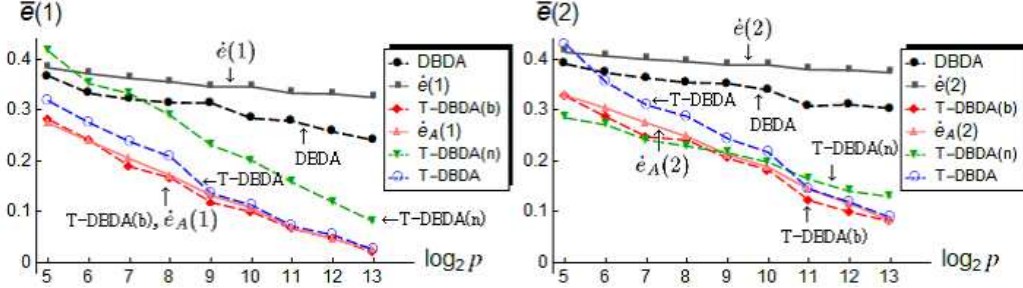 e̅(1)
0.4
0.3
0.2
0.1
0
5 6 7 8 9 10 11 12 13
log₂ p
ė(1)
DBDA
T-DBDA
T-DBDA(b), ė_A(1)
T-DBDA(n)
DBDA
ė(1)
T-DBDA(b)
ė_A(1)
T-DBDA(n)
T-DBDA
e̅(2)
0.4
0.3
0.2
0.1
0
5 6 7 8 9 10 11 12 13
log₂ p
ė(2)
T-DBDA
DBDA
ė_A(2)
T-DBDA(n)
T-DBDA(b)
DBDA
ė(2)
T-DBDA(b)
ė_A(2)
T-DBDA(n)
T-DBDA